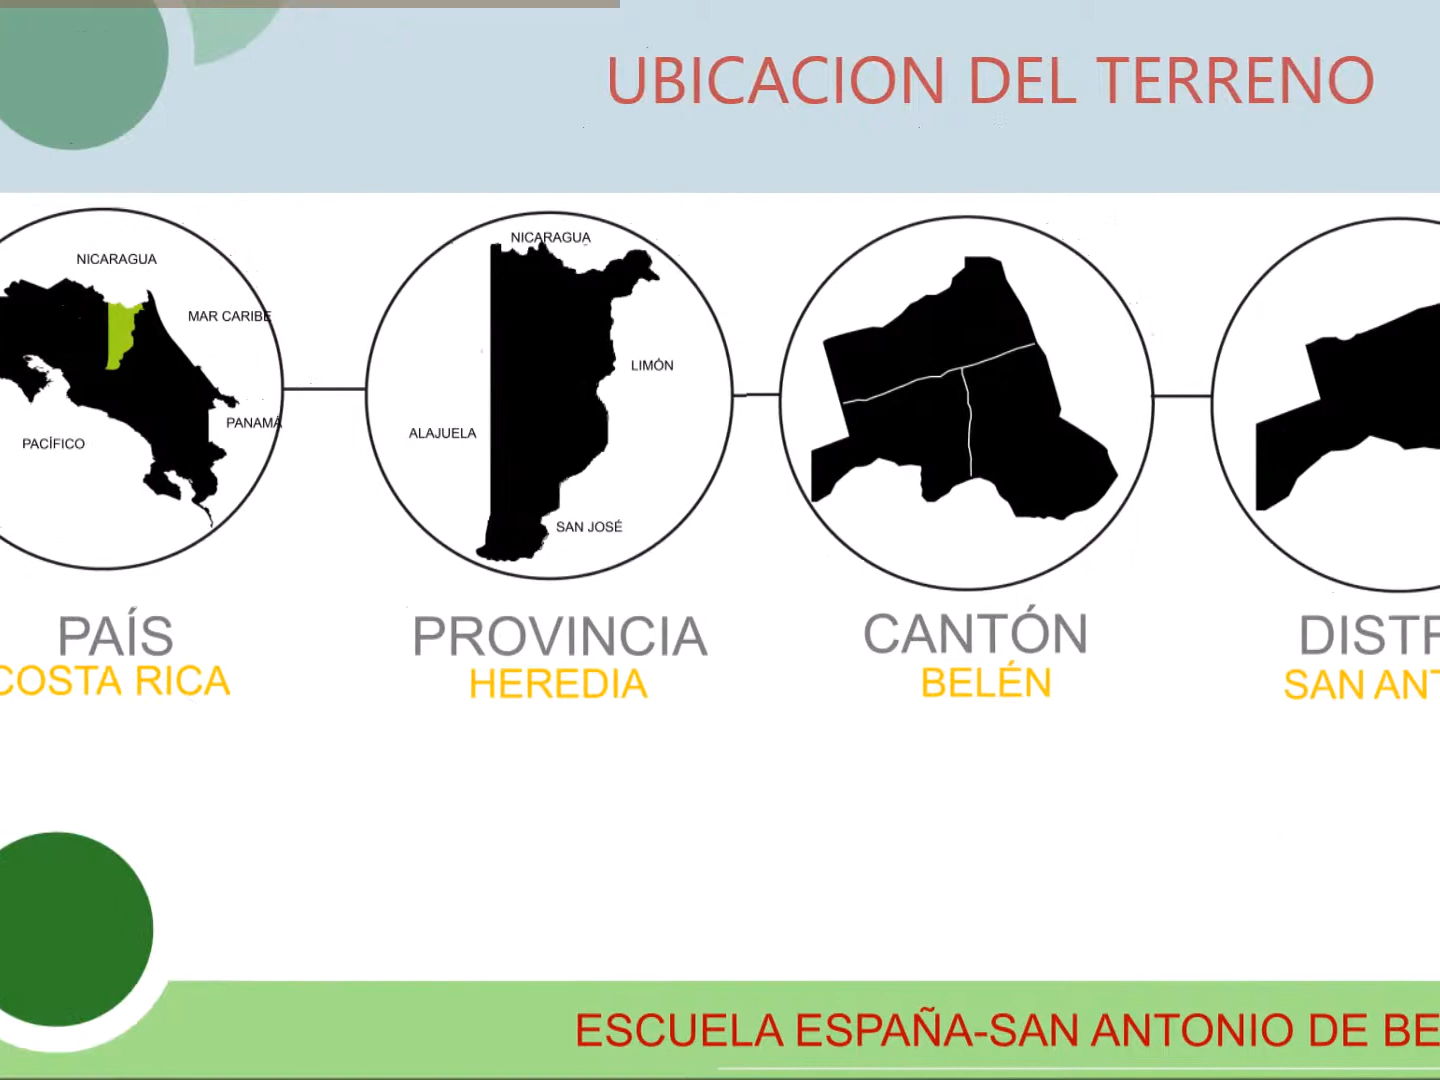 UBICACION DEL TERRENO
NICARAGUA
MAR CARIBE
PANAMÁ
PACÍFICO
NICARAGUA
LIMÓN
ALAJUELA
SAN JOSÉ
PAÍS
COSTA RICA
PROVINCIA
HEREDIA
CANTÓN
BELÉN
SAN
ESCUELA ESPAÑA-SAN ANTONIO DE